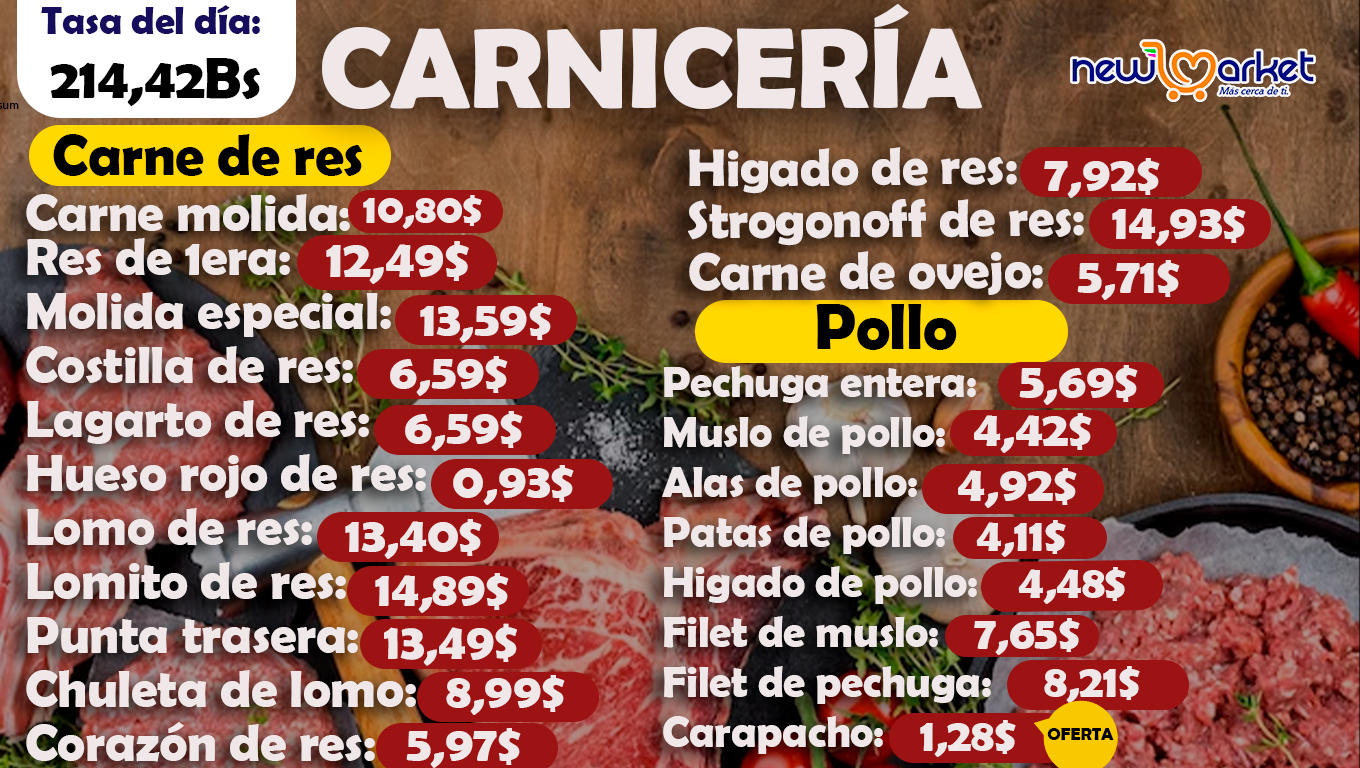 Tasa del día:
214,42Bs
sum
CARNICERÍA
new market
Más cerca de ti.
Carne de res
Carne molida: 10,80$
Res de 1era: 12,49$
Molida especial: 13,59$
Costilla de res: 6,59$
Lagarto de res: 6,59$
Hueso rojo de res: 0,93$
Lomo de res: 13,40$
Lomito de res: 14,89$
Punta trasera: 13,49$
Chuleta de lomo: 8,99$
Corazón de res: 5,97$
Higado de res: 7,92$
Strogonoff de res: 14,93$
Carne de ovejo: 5,71$
Pollo
Pechuga entera: 5,69$
Muslo de pollo: 4,42$
Alas de pollo: 4,92$
Patas de pollo: 4,11$
Higado de pollo: 4,48$
Filet de muslo: 7,65$
Filet de pechuga: 8,21$
Carapacho: 1,28$ OFERTA